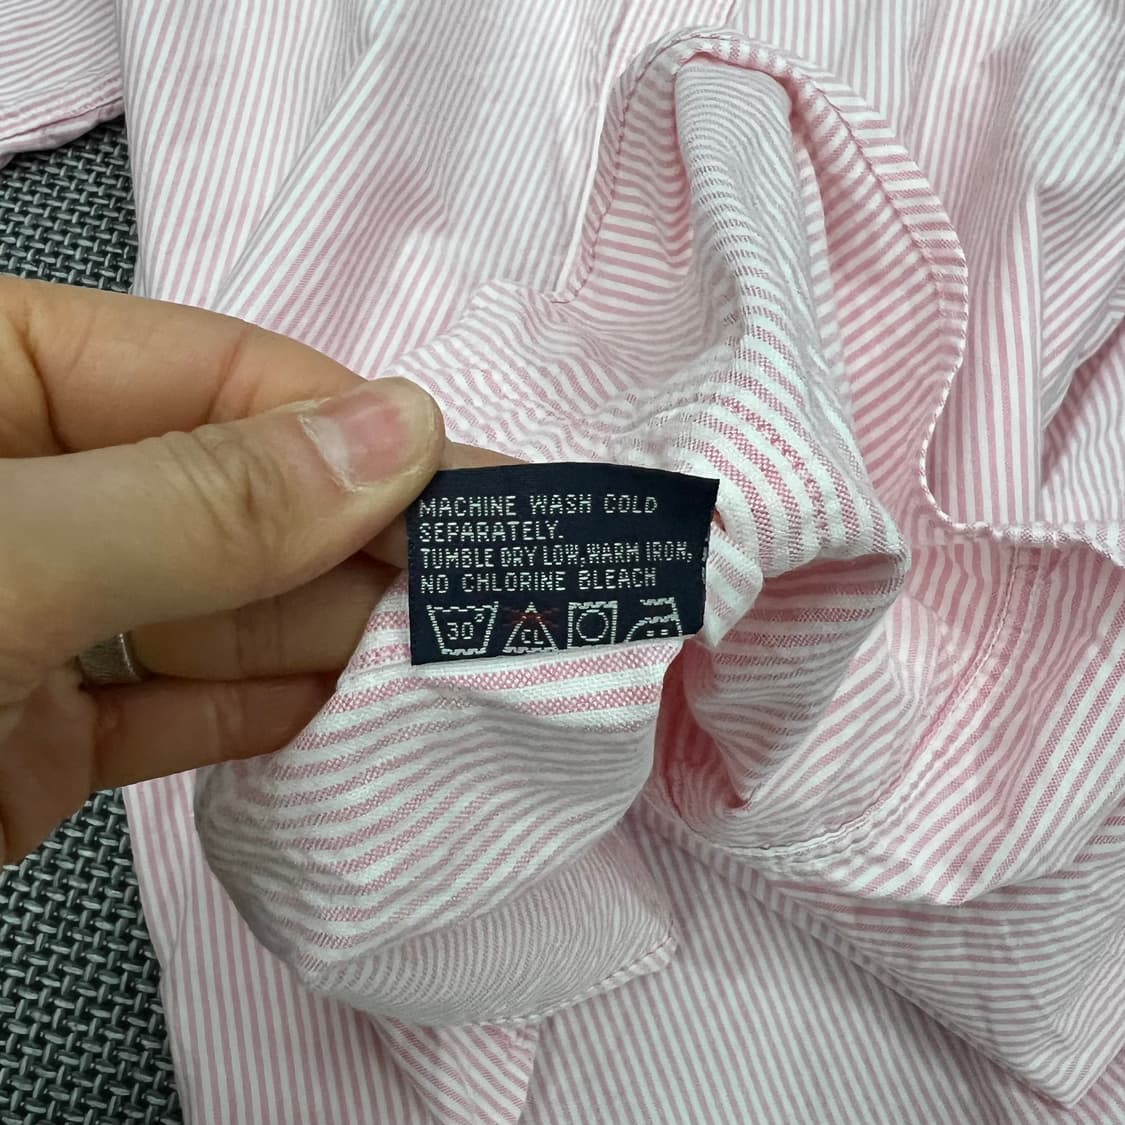 MACHINE WASH COLD
SEPARATELY.
TUMBLE DRY LOW, WARM IRON,
NO CHLORINE BLEACH
30° CL